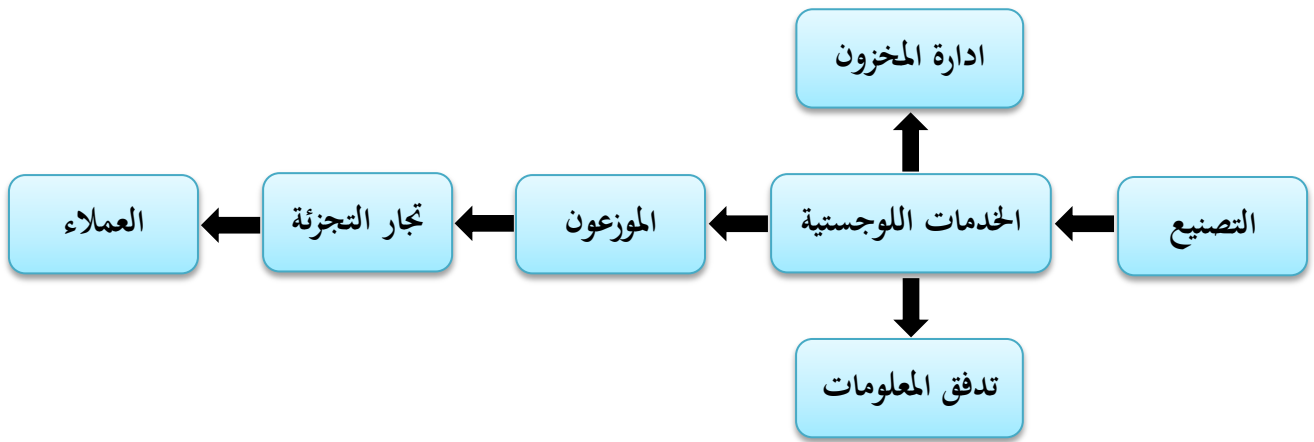 ادارة المخزون
التصنيع
الخدمات اللوجستية
الموزعون
تجار التجزئة
العملاء
تدفق المعلومات